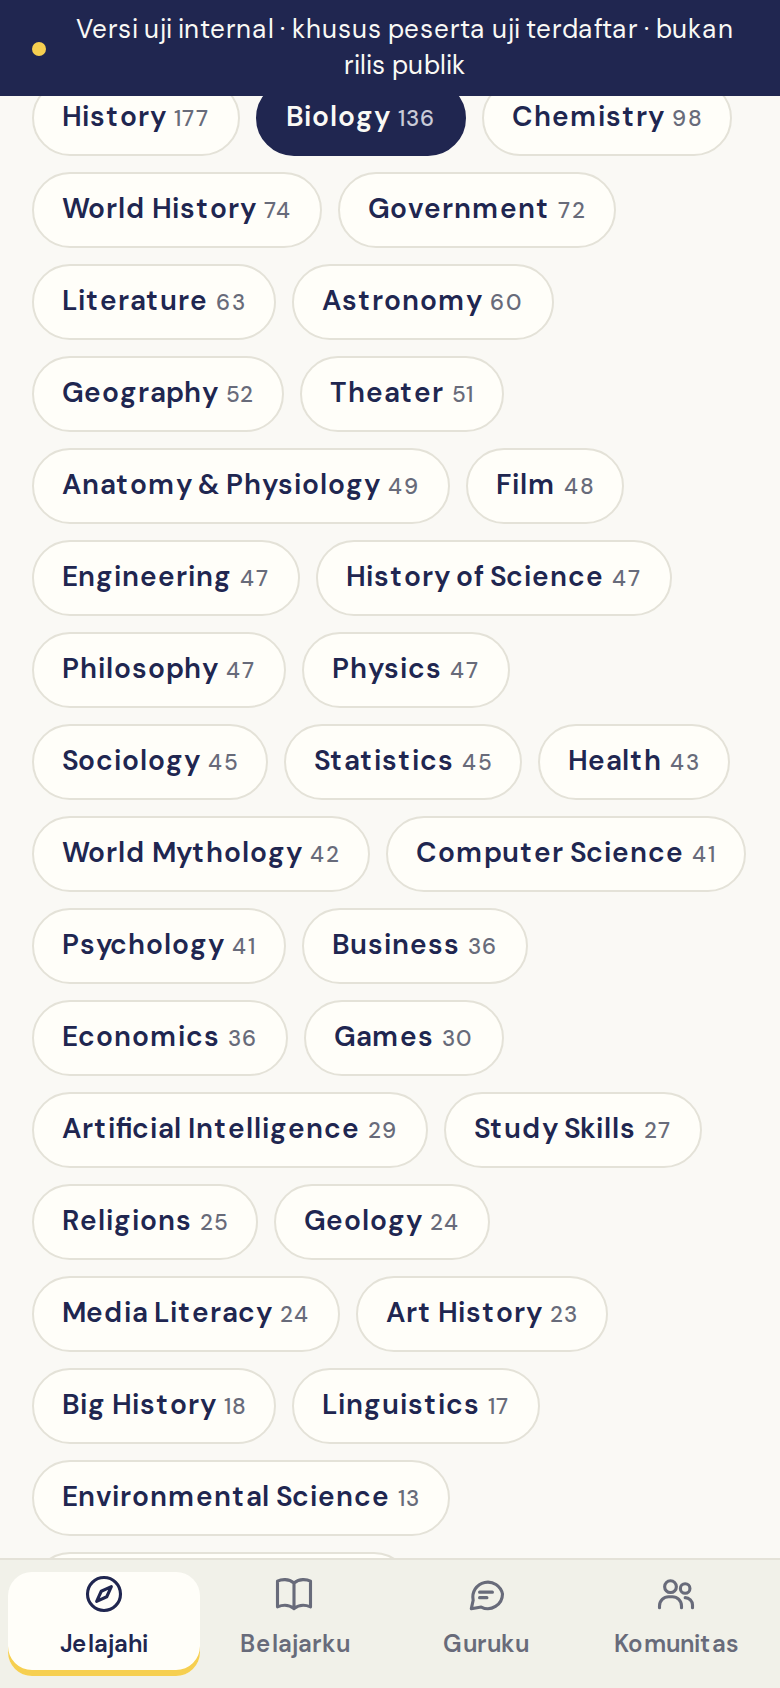 Versi uji internal · khusus peserta uji terdaftar · bukan
rilis publik
History 177 Biology 136 Chemistry 98
World History 74 Government 72
Literature 63 Astronomy 60
Geography 52 Theater 51
Anatomy & Physiology 49 Film 48
Engineering 47 History of Science 47
Philosophy 47 Physics 47
Sociology 45 Statistics 45 Health 43
World Mythology 42 Computer Science 41
Psychology 41 Business 36
Economics 36 Games 30
Artificial Intelligence 29 Study Skills 27
Religions 25 Geology 24
Media Literacy 24 Art History 23
Big History 18 Linguistics 17
Environmental Science 13
Jelajahi Belajarku Guruku Komunitas